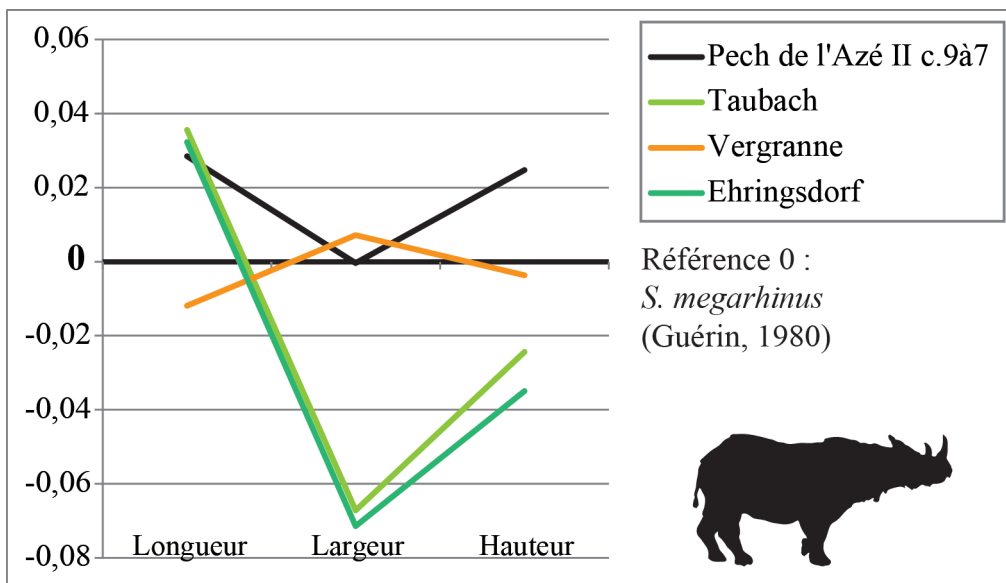 0,06
0,04
0,02
0
-0,02
-0,04
-0,06
-0,08
Longueur
Largeur
Hauteur
Pech de l'Azé II c.9à7
Taubach
Vergranne
Ehringsdorf
Référence 0 :
S. megarhinus
(Guérin, 1980)